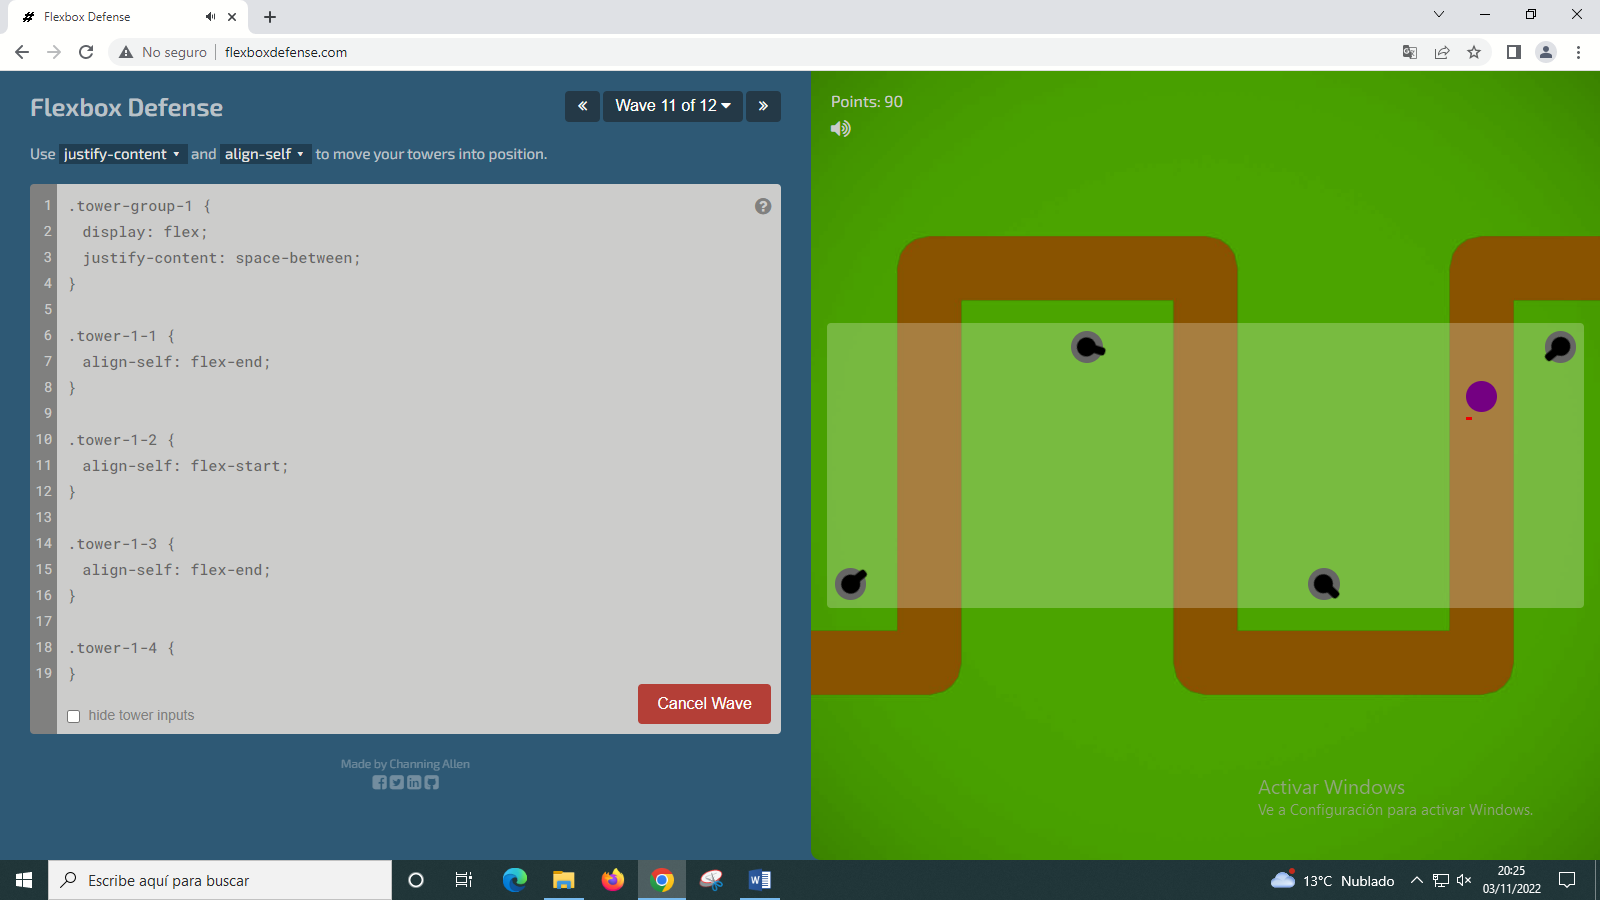 Flexbox Defense
No seguro
flexboxdefense.com
Flexbox Defense
« Wave 11 of 12 »
Use justify-content and align-self to move your towers into position.
1 .tower-group-1 {
2 display: flex;
3 justify-content: space-between;
4 }
5
6 .tower-1-1 {
7 align-self: flex-end;
8 }
9
10 .tower-1-2 {
11 align-self: flex-start;
12 }
13
14 .tower-1-3 {
15 align-self: flex-end;
16 }
17
18 .tower-1-4 {
19 }
hide tower inputs
Cancel Wave
Made by Channing Allen
Points: 90
Activar Windows
Ve a Configuración para activar Windows.
Escribe aquí para buscar
13°C Nublado
20:25
03/11/2022